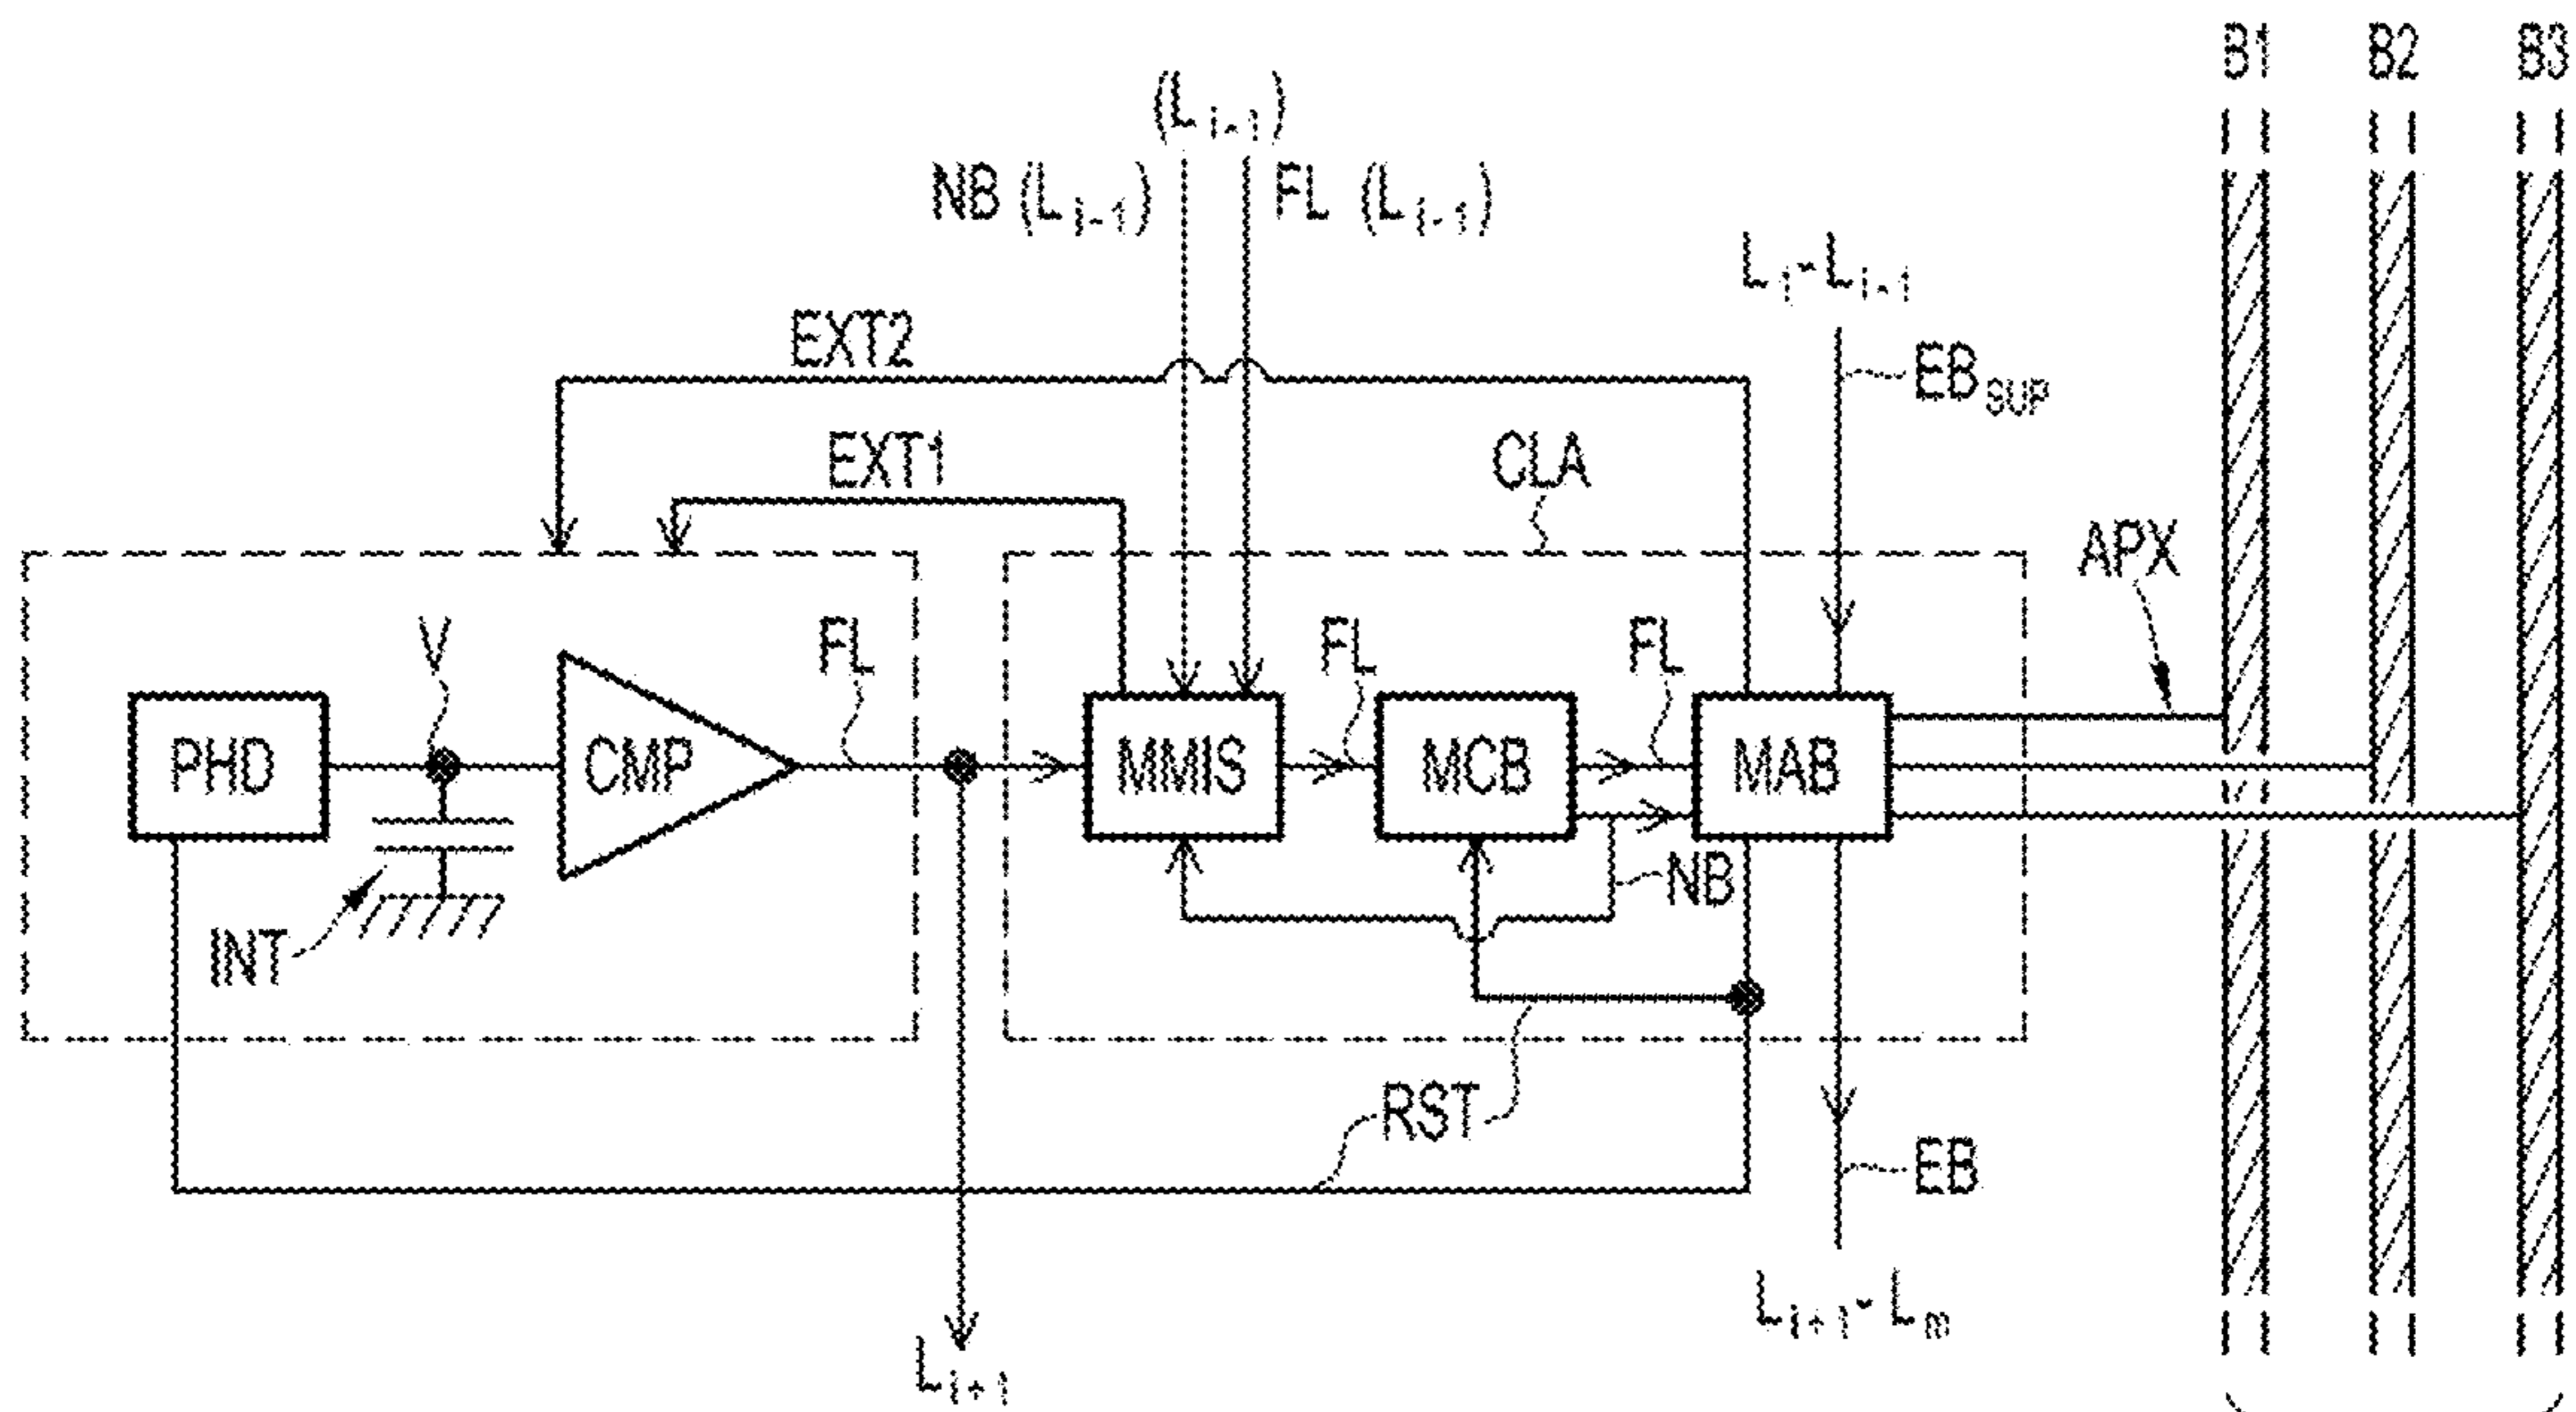 B1 B2 B3
(L i-1)
NB (L i-1) FL (L i-1)
L 1 - L i-1
EXT2
EB SUP
EXT1
CLA
APX
V
FL
FL
FL
PHD
CMP
MMIS
MCB
MAB
NB
INT
RST
EB
L i+1 - L m
L i+1